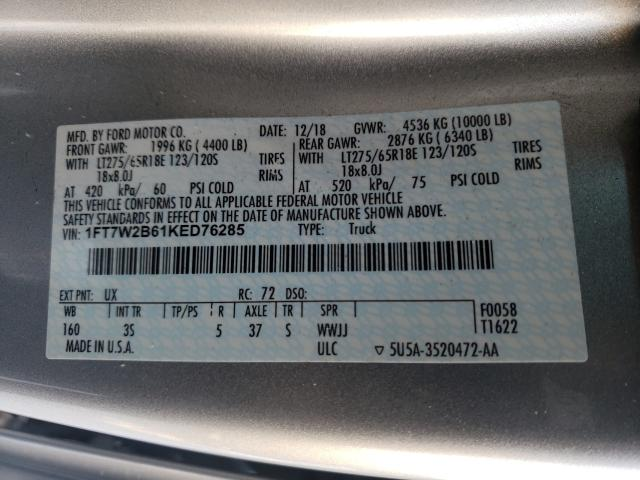 MFD. BY FORD MOTOR CO. DATE: 12/18 GVWR: 4536 KG (10000 LB)
FRONT GAWR: 1996 KG ( 4400 LB) REAR GAWR: 2876 KG ( 6340 LB)
WITH LT275/65R18E 123/120S TIRES WITH LT275/65R18E 123/120S TIRES
18x8.0J RIMS 18x8.0J RIMS
AT 420 kPa/ 60 PSI COLD AT 520 kPa/ 75 PSI COLD
THIS VEHICLE CONFORMS TO ALL APPLICABLE FEDERAL MOTOR VEHICLE
SAFETY STANDARDS IN EFFECT ON THE DATE OF MANUFACTURE SHOWN ABOVE.
VIN: 1FT7W2B61KED76285 TYPE: Truck
EXT PNT: UX RC: 72 DSO:
WB INT TR TP/PS R AXLE TR SPR F0058
160 3S 5 37 S WWJJ T1622
MADE IN U.S.A. ULC ▽ 5U5A-3520472-AA